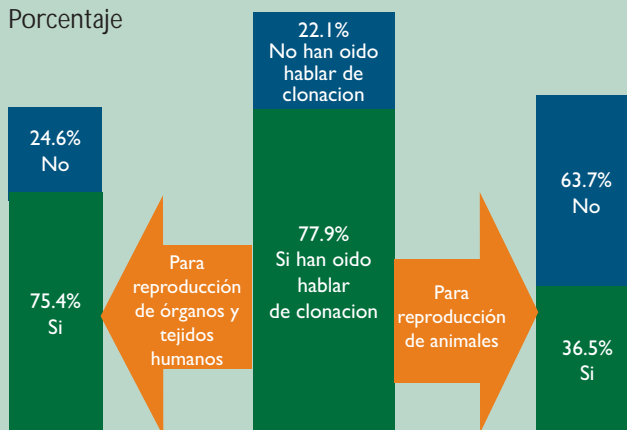 Porcentaje
22.1%
No han oido
hablar de
clonacion
24.6%
No
63.7%
No
77.9%
Si han oido
hablar
de clonacion
Para
reproducción
de órganos y
tejidos
humanos
Para
reproducción
de animales
75.4%
Si
36.5%
Si